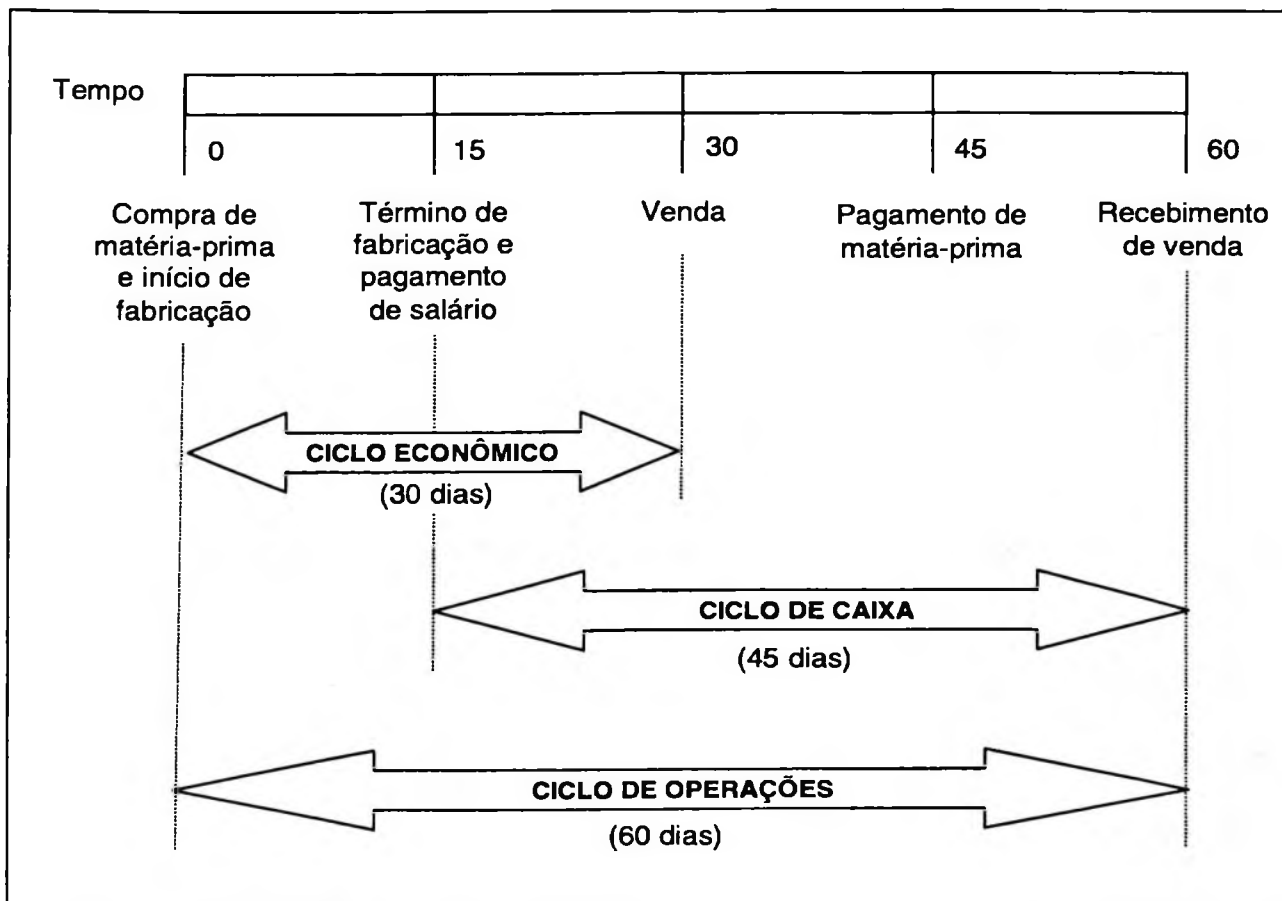 Tempo
0
15
30
45
60
Compra de
matéria-prima
e início de
fabricação
Término de
fabricação e
pagamento
de salário
Venda
Pagamento de
matéria-prima
Recebimento
de venda
CICLO ECONÔMICO
(30 dias)
CICLO DE CAIXA
(45 dias)
CICLO DE OPERAÇÕES
(60 dias)